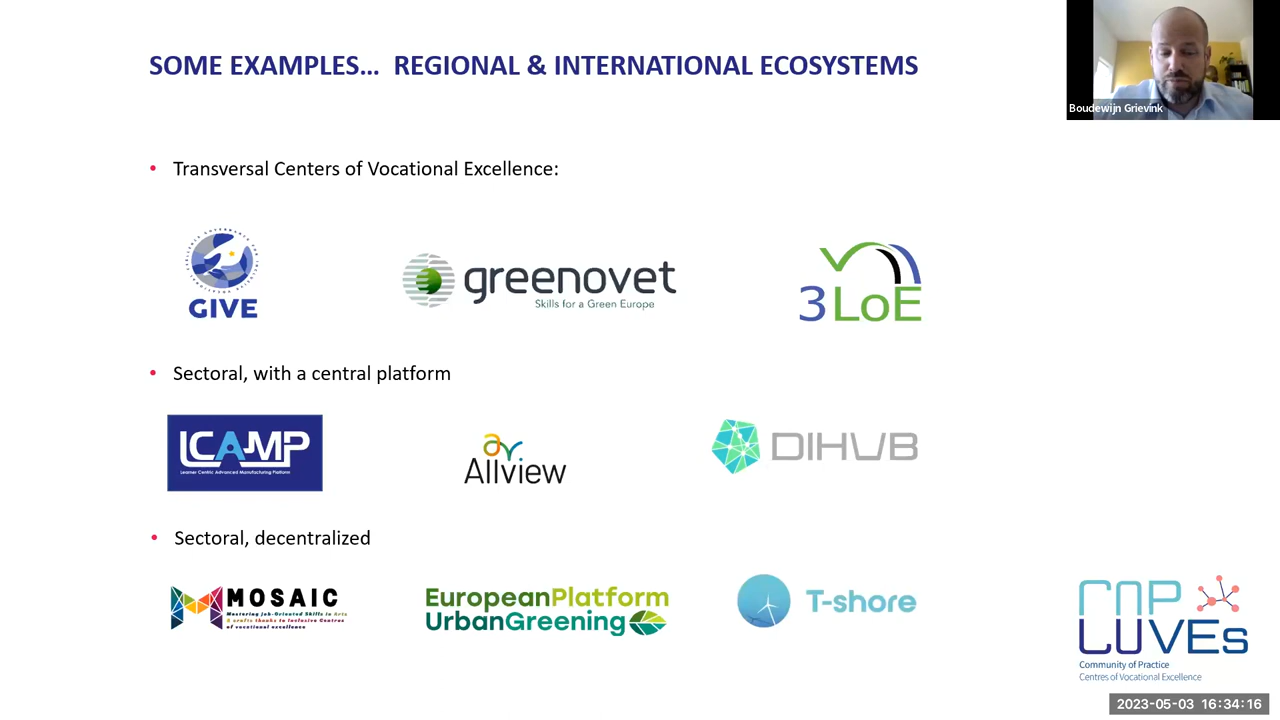 SOME EXAMPLES... REGIONAL & INTERNATIONAL ECOSYSTEMS
Boudewijn Grievink
• Transversal Centers of Vocational Excellence:
GIVE
greenovet
Skills for a Green Europe
3LoE
• Sectoral, with a central platform
LCAMP
Learner Centric Advanced Manufacturing Platform
Allview
DIHUB
• Sectoral, decentralized
MOSAIC
Mastering Job-Oriented Skills in Arts
& crafts thanks to Inclusive Centres
of vocational excellence
EuropeanPlatform
UrbanGreening
T-shore
COP
COVEs
Community of Practice
Centres of Vocational Excellence
2023-05-03 16:34:16